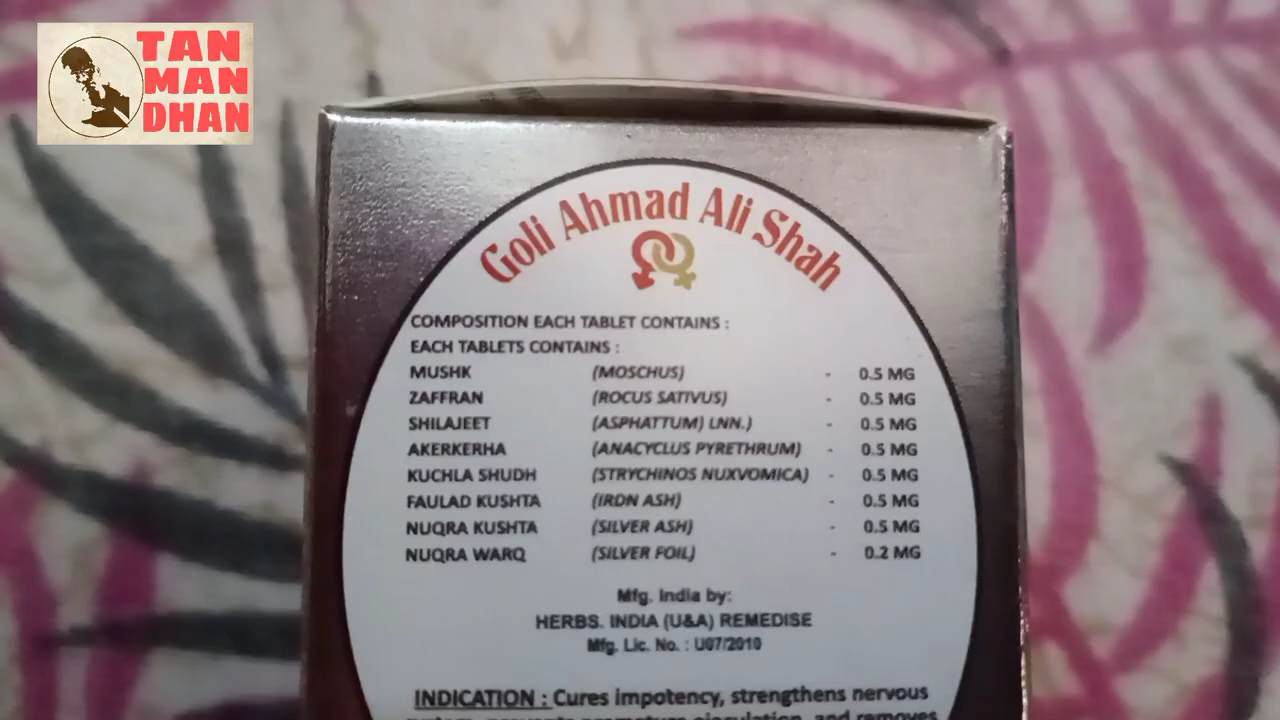 TAN
MAN
DHAN
Goli Ahmad Ali Shah
COMPOSITION EACH TABLET CONTAINS :
EACH TABLETS CONTAINS :
MUSHK (MOSCHUS) - 0.5 MG
ZAFFRAN (ROCUS SATIVUS) - 0.5 MG
SHILAJEET (ASPHATTUM) LNN.) - 0.5 MG
AKERKERHA (ANACYCLUS PYRETHRUM) - 0.5 MG
KUCHLA SHUDH (STRYCHINOS NUXVOMICA) - 0.5 MG
FAULAD KUSHTA (IRDN ASH) - 0.5 MG
NUQRA KUSHTA (SILVER ASH) - 0.5 MG
NUQRA WARQ (SILVER FOIL) - 0.2 MG
Mfg. India by:
HERBS. INDIA (U&A) REMEDISE
Mfg. Lic. No. : U07/2010
INDICATION : Cures impotency, strengthens nervous
premature ejaculation, and removes